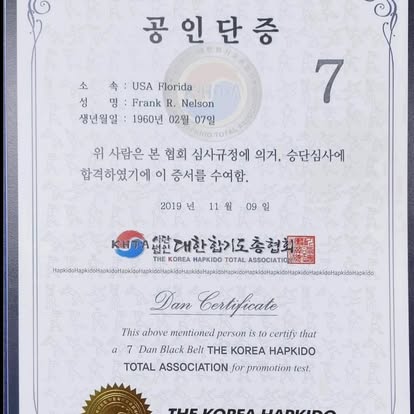 공인단증
7
소 속 : USA Florida
성 명 : Frank R. Nelson
생년월일 : 1960年 02月 07日
위 사람은 본 협회 심사규정에 의거, 승단심사에
합격하였기에 이 증서를 수여함.
2019 년 11 월 09 일
KHTA 사단법인 대한합기도총협회
THE KOREA HAPKIDO TOTAL ASSOCIATION
HapkidoHapkidoHapkidoHapkidoHapkidoHapkidoHapkidoHapkidoHapkidoHapkidoHapkidoHapkidoHapkido
Dan Certificate
This above mentioned person is to certify that
a 7 Dan Black Belt THE KOREA HAPKIDO
TOTAL ASSOCIATION for promotion test.
THE KOREA HAPKIDO